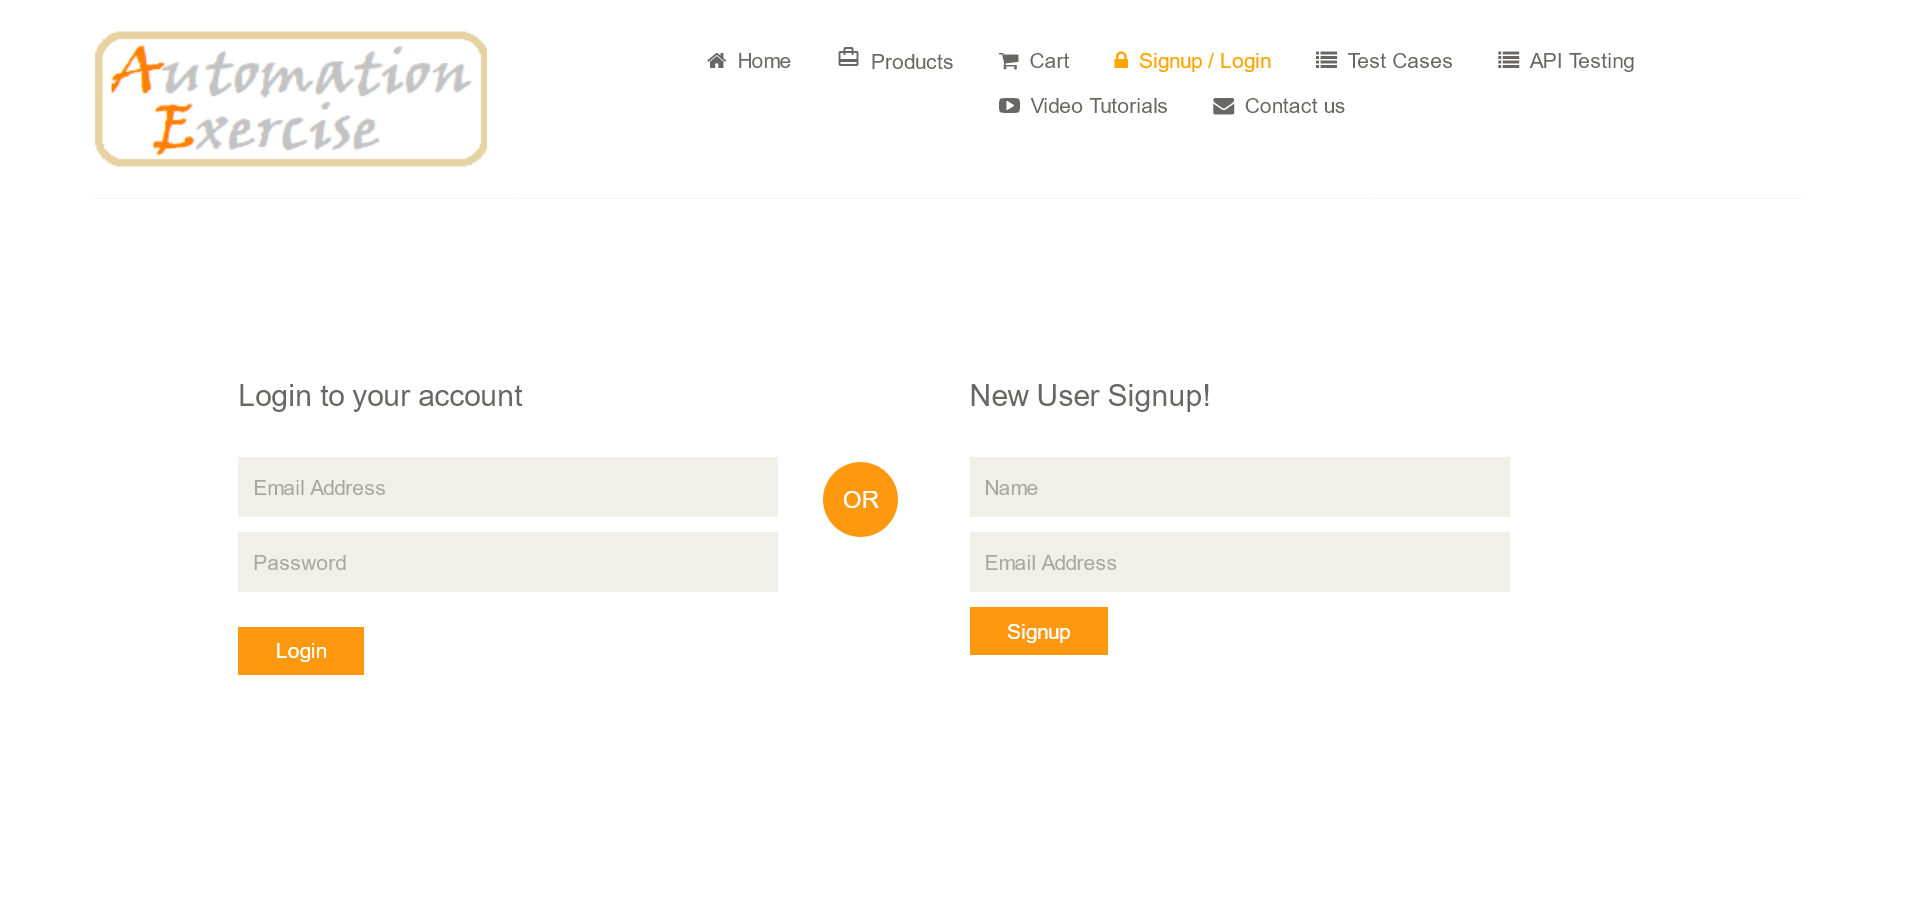 Automation
Exercise
Home Products Cart Signup / Login Test Cases API Testing
Video Tutorials Contact us
Login to your account
Email Address
Password
Login
OR
New User Signup!
Name
Email Address
Signup